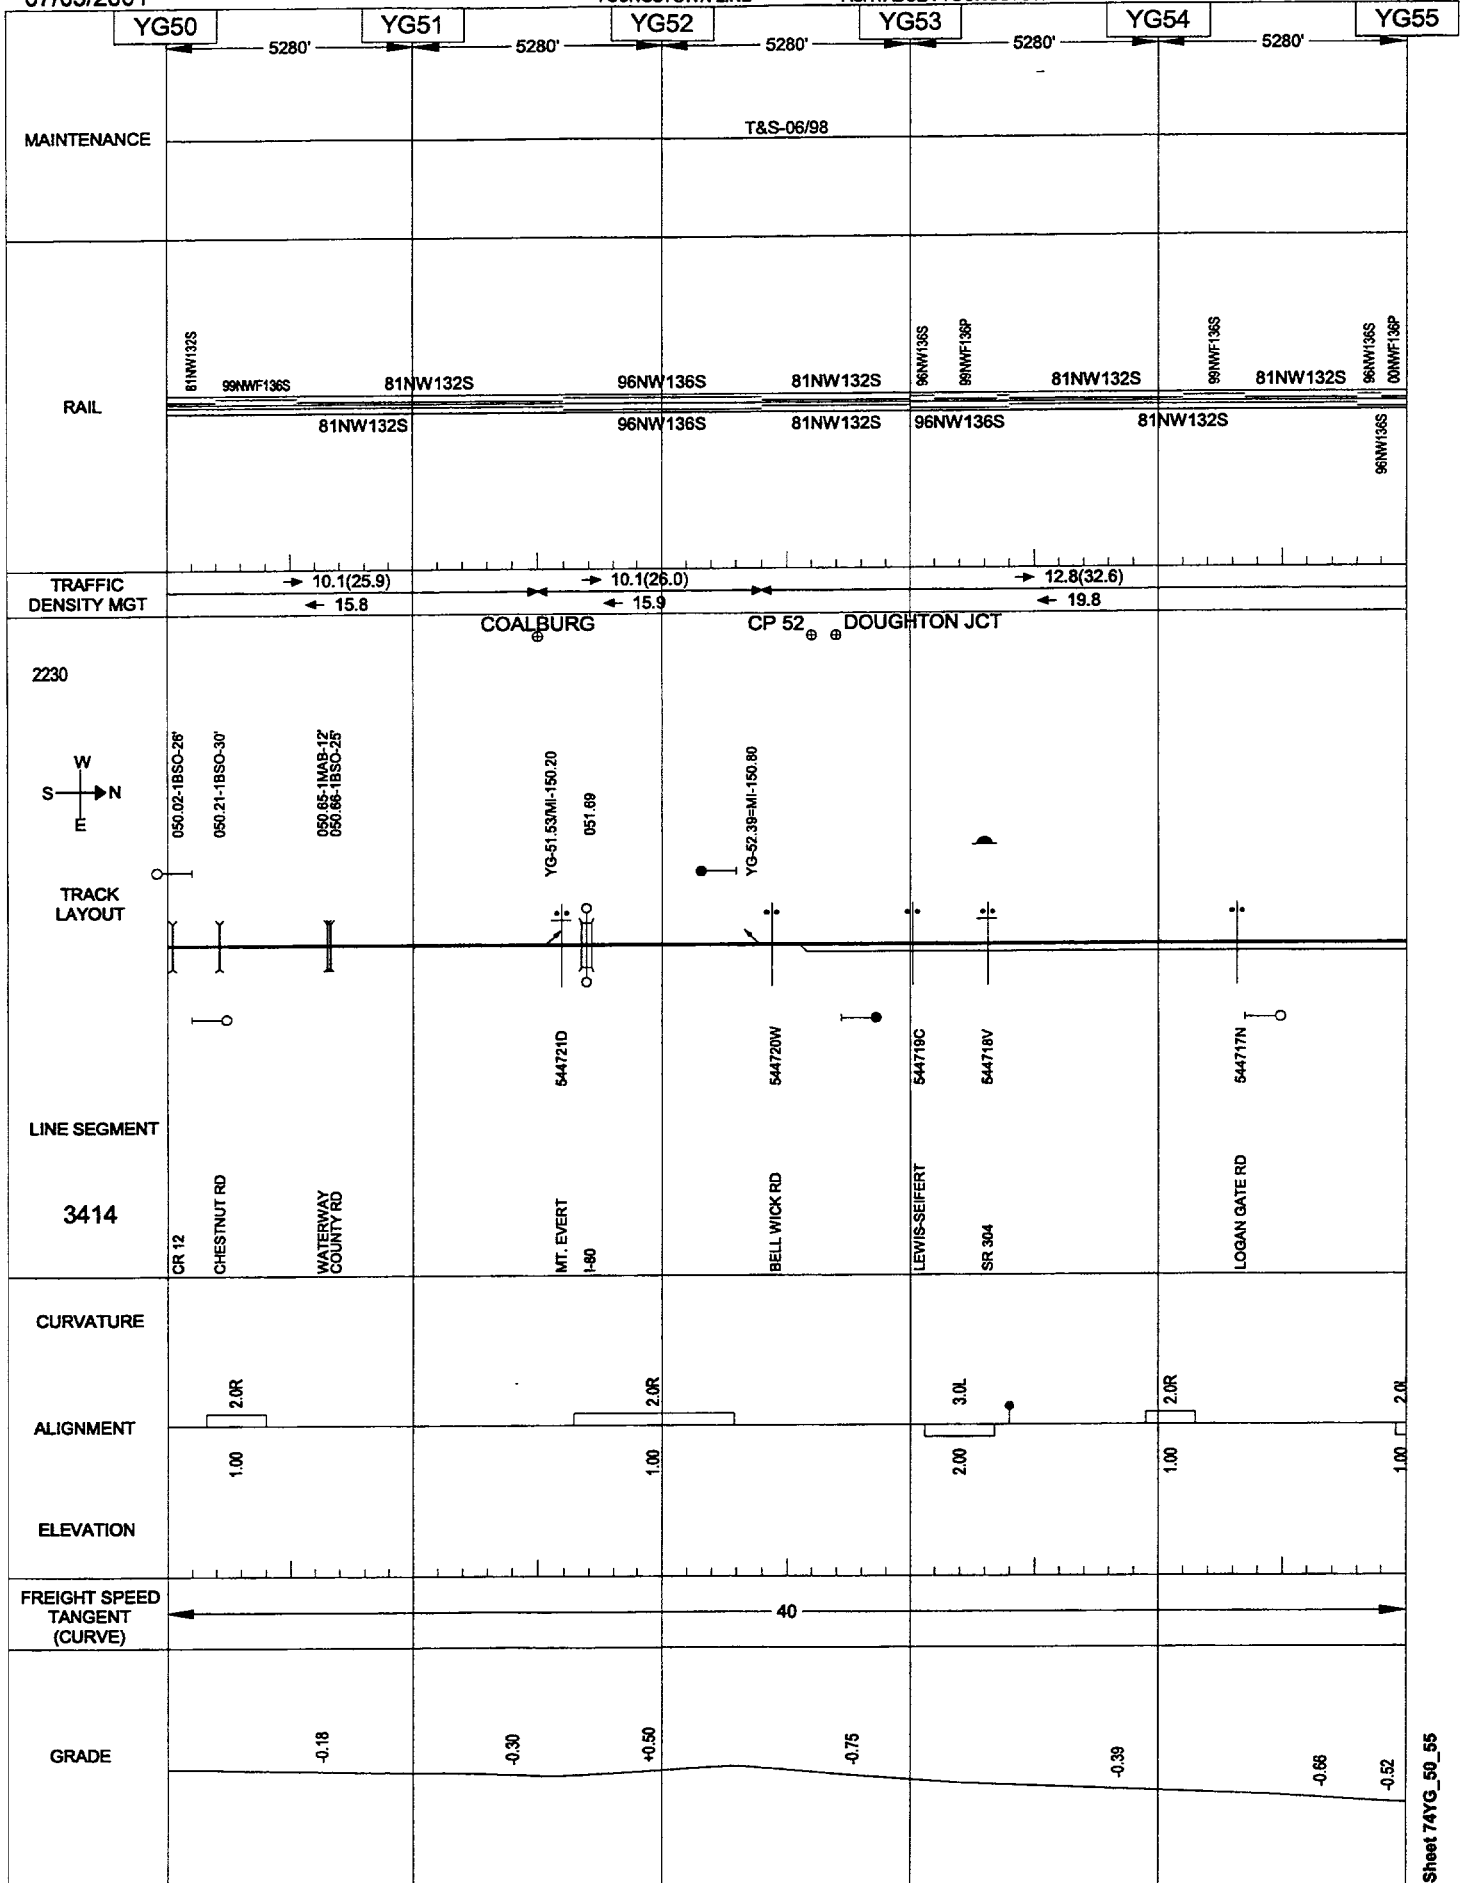 YG50 YG51 YG52 YG53 YG54 YG55
5280' 5280' 5280' 5280' 5280'
MAINTENANCE
T&S-06/98
RAIL
81NW132S
99NWF136S
81NW132S
96NW136S
81NW132S
96NW136S
99NWF136P
81NW132S
99NWF136S
81NW132S
96NW136S
00NWF136P
81NW132S
96NW136S
81NW132S
96NW136S
81NW132S
96NW136S
TRAFFIC
DENSITY MGT
10.1(25.9)
15.8
10.1(26.0)
15.9
12.8(32.6)
19.8
COALBURG
CP 52
DOUGHTON JCT
2230
W
S N
E
050.02-1BSO-26'
050.21-1BSO-30'
050.65-1MAB-12'
050.66-1BSO-25'
YG-51.53/MI-150.20
051.69
YG-52.39=MI-150.80
TRACK
LAYOUT
544721D
544720W
544719C
544718V
544717N
LINE SEGMENT
3414
CR 12
CHESTNUT RD
WATERWAY
COUNTY RD
MT. EVERT
I-80
BELL WICK RD
LEWIS-SEIFERT
SR 304
LOGAN GATE RD
CURVATURE
2.0R
2.0R
3.0L
2.0R
ALIGNMENT
1.00
1.00
2.00
1.00
1.00
ELEVATION
FREIGHT SPEED
TANGENT
(CURVE)
40
GRADE
-0.18
-0.30
+0.50
-0.75
-0.39
-0.66
-0.52
Sheet 74YG_50_55